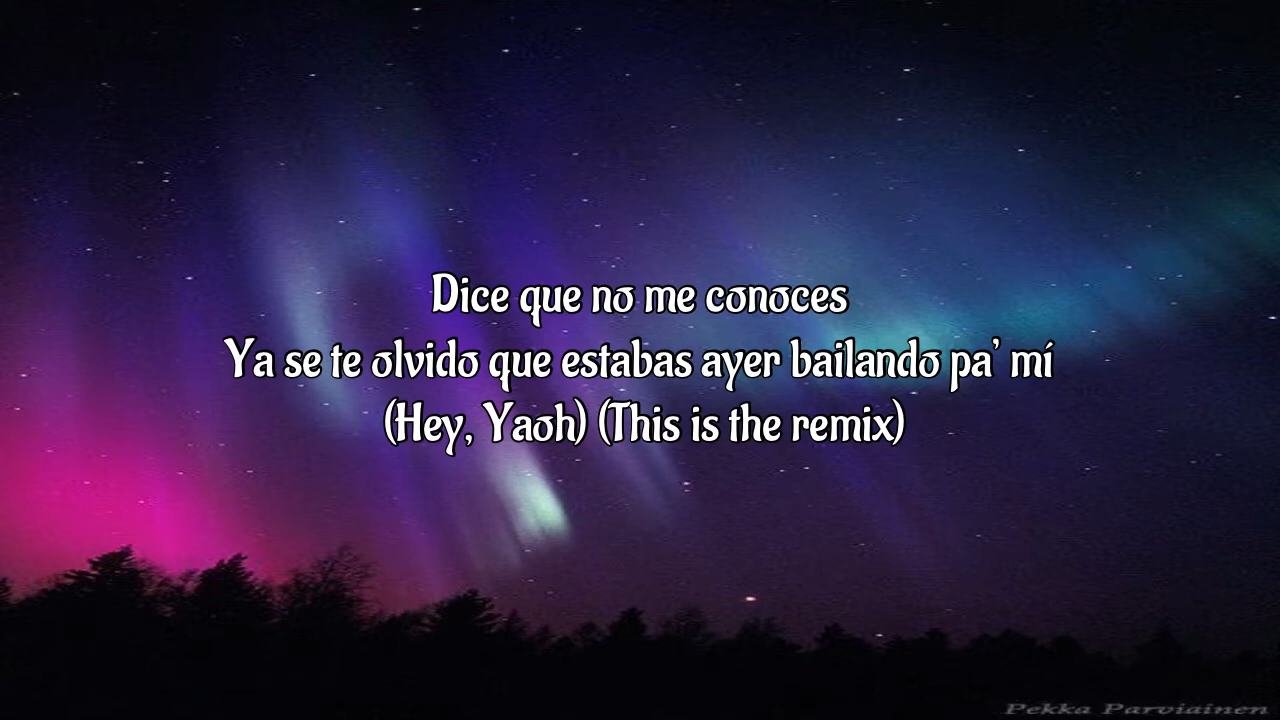 Dice que no me conoces
Ya se te olvido que estabas ayer bailando pa' mí
(Hey, Yaoh) (This is the remix)
Pekka Parviainen